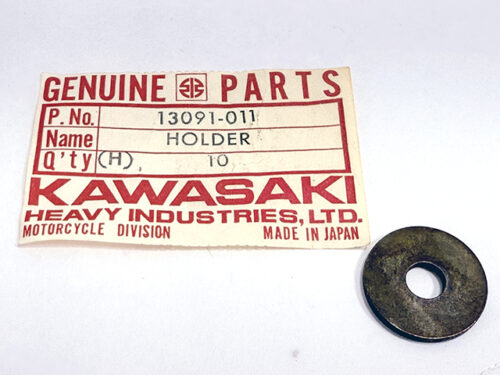 GENUINE PARTS
P. No. 13091-011
Name HOLDER
Q'ty (H) 10
KAWASAKI
HEAVY INDUSTRIES, LTD.
MOTORCYCLE DIVISION MADE IN JAPAN